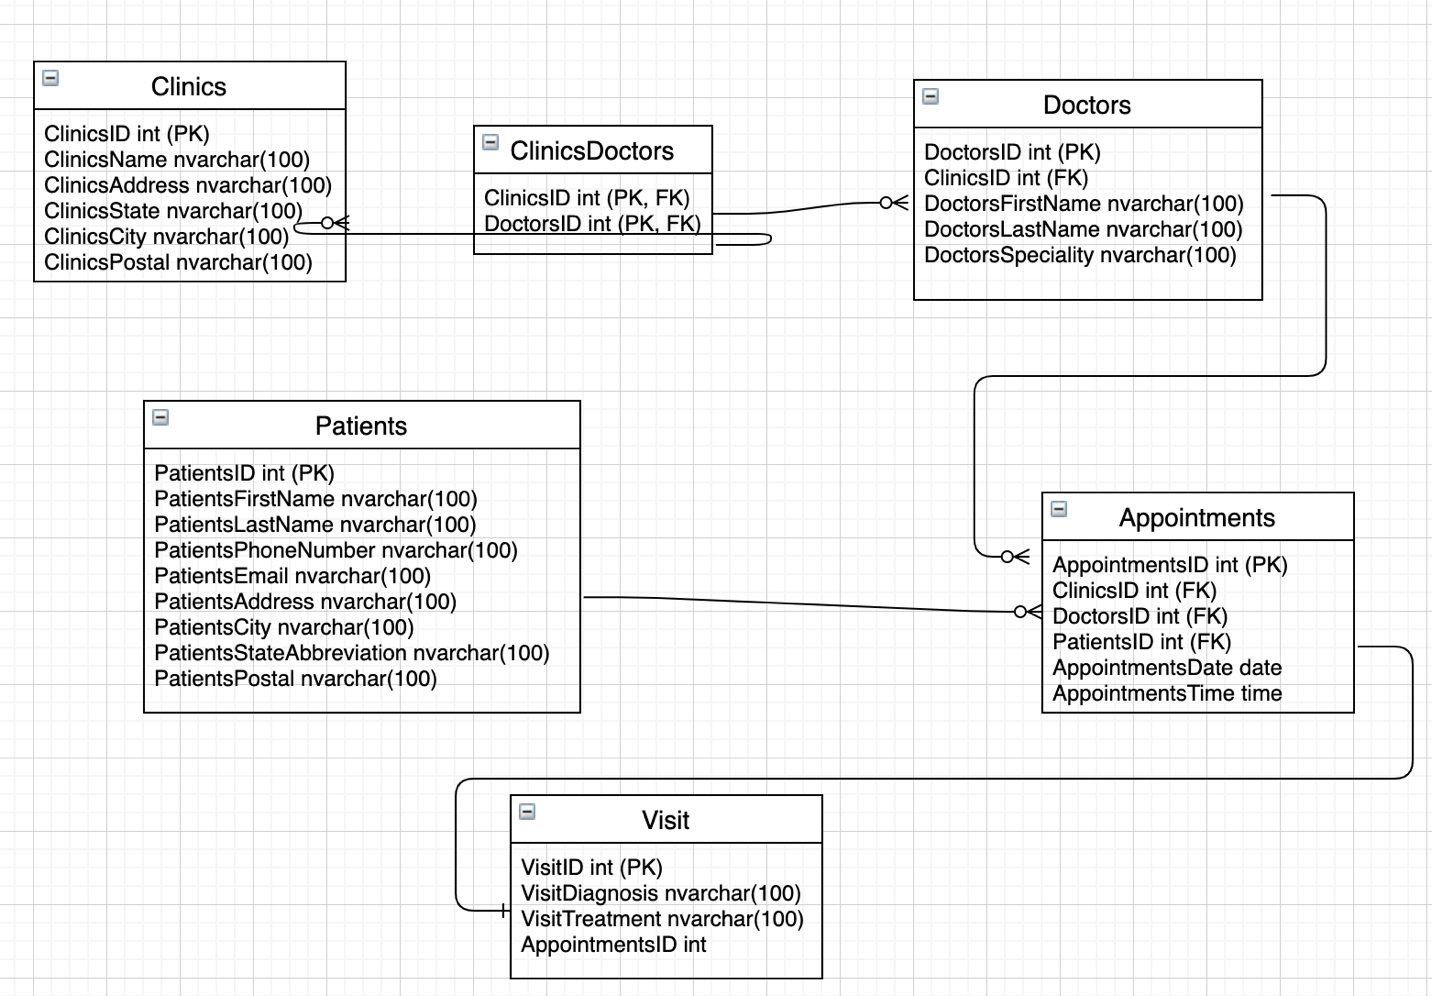 Clinics
ClinicsID int (PK)
ClinicsName nvarchar(100)
ClinicsAddress nvarchar(100)
ClinicsState nvarchar(100)
ClinicsCity nvarchar(100)
ClinicsPostal nvarchar(100)
ClinicsDoctors
ClinicsID int (PK, FK)
DoctorsID int (PK, FK)
Doctors
DoctorsID int (PK)
ClinicsID int (FK)
DoctorsFirstName nvarchar(100)
DoctorsLastName nvarchar(100)
DoctorsSpeciality nvarchar(100)
Patients
PatientsID int (PK)
PatientsFirstName nvarchar(100)
PatientsLastName nvarchar(100)
PatientsPhoneNumber nvarchar(100)
PatientsEmail nvarchar(100)
PatientsAddress nvarchar(100)
PatientsCity nvarchar(100)
PatientsStateAbbreviation nvarchar(100)
PatientsPostal nvarchar(100)
Appointments
AppointmentsID int (PK)
ClinicsID int (FK)
DoctorsID int (FK)
PatientsID int (FK)
AppointmentsDate date
AppointmentsTime time
Visit
VisitID int (PK)
VisitDiagnosis nvarchar(100)
VisitTreatment nvarchar(100)
AppointmentsID int